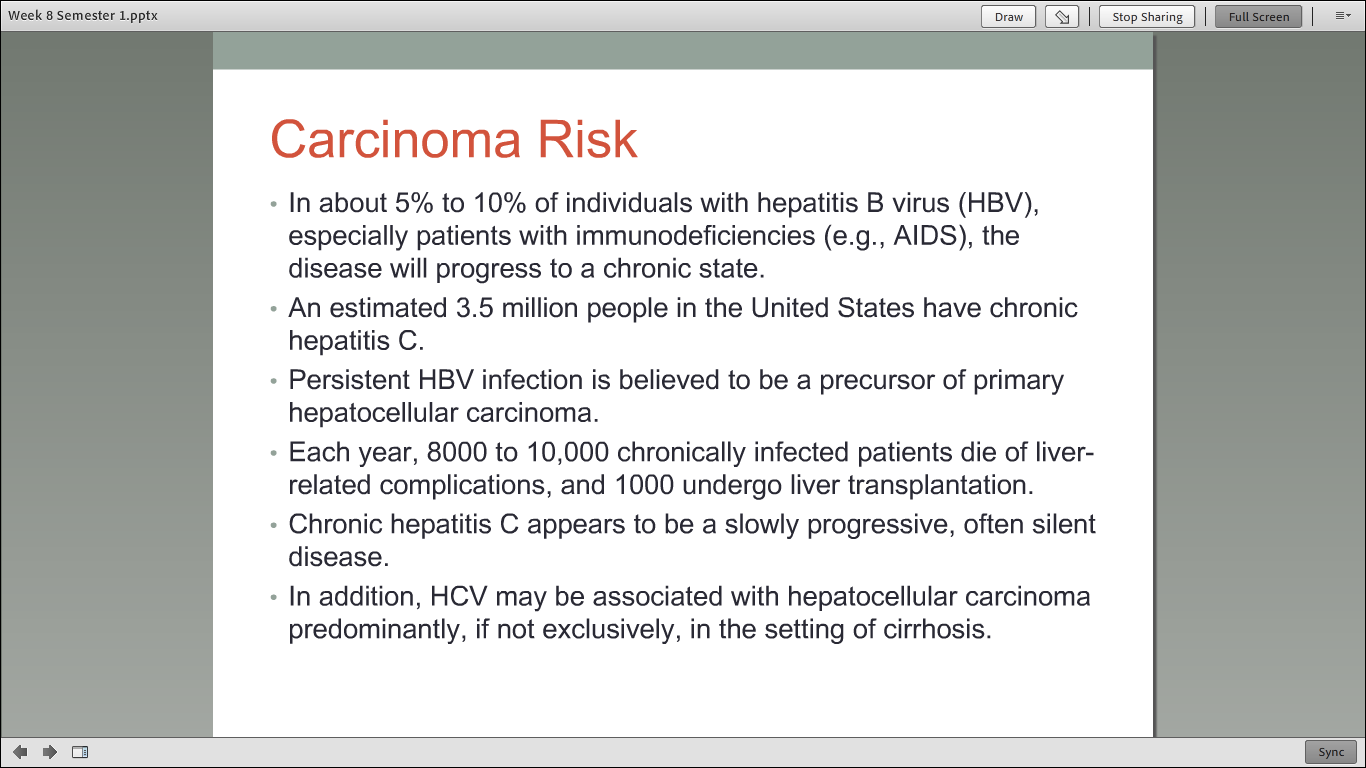 Week 8 Semester 1.pptx
Draw
Stop Sharing
Full Screen
Carcinoma Risk
• In about 5% to 10% of individuals with hepatitis B virus (HBV),
especially patients with immunodeficiencies (e.g., AIDS), the
disease will progress to a chronic state.
• An estimated 3.5 million people in the United States have chronic
hepatitis C.
• Persistent HBV infection is believed to be a precursor of primary
hepatocellular carcinoma.
• Each year, 8000 to 10,000 chronically infected patients die of liver-
related complications, and 1000 undergo liver transplantation.
• Chronic hepatitis C appears to be a slowly progressive, often silent
disease.
• In addition, HCV may be associated with hepatocellular carcinoma
predominantly, if not exclusively, in the setting of cirrhosis.
Sync